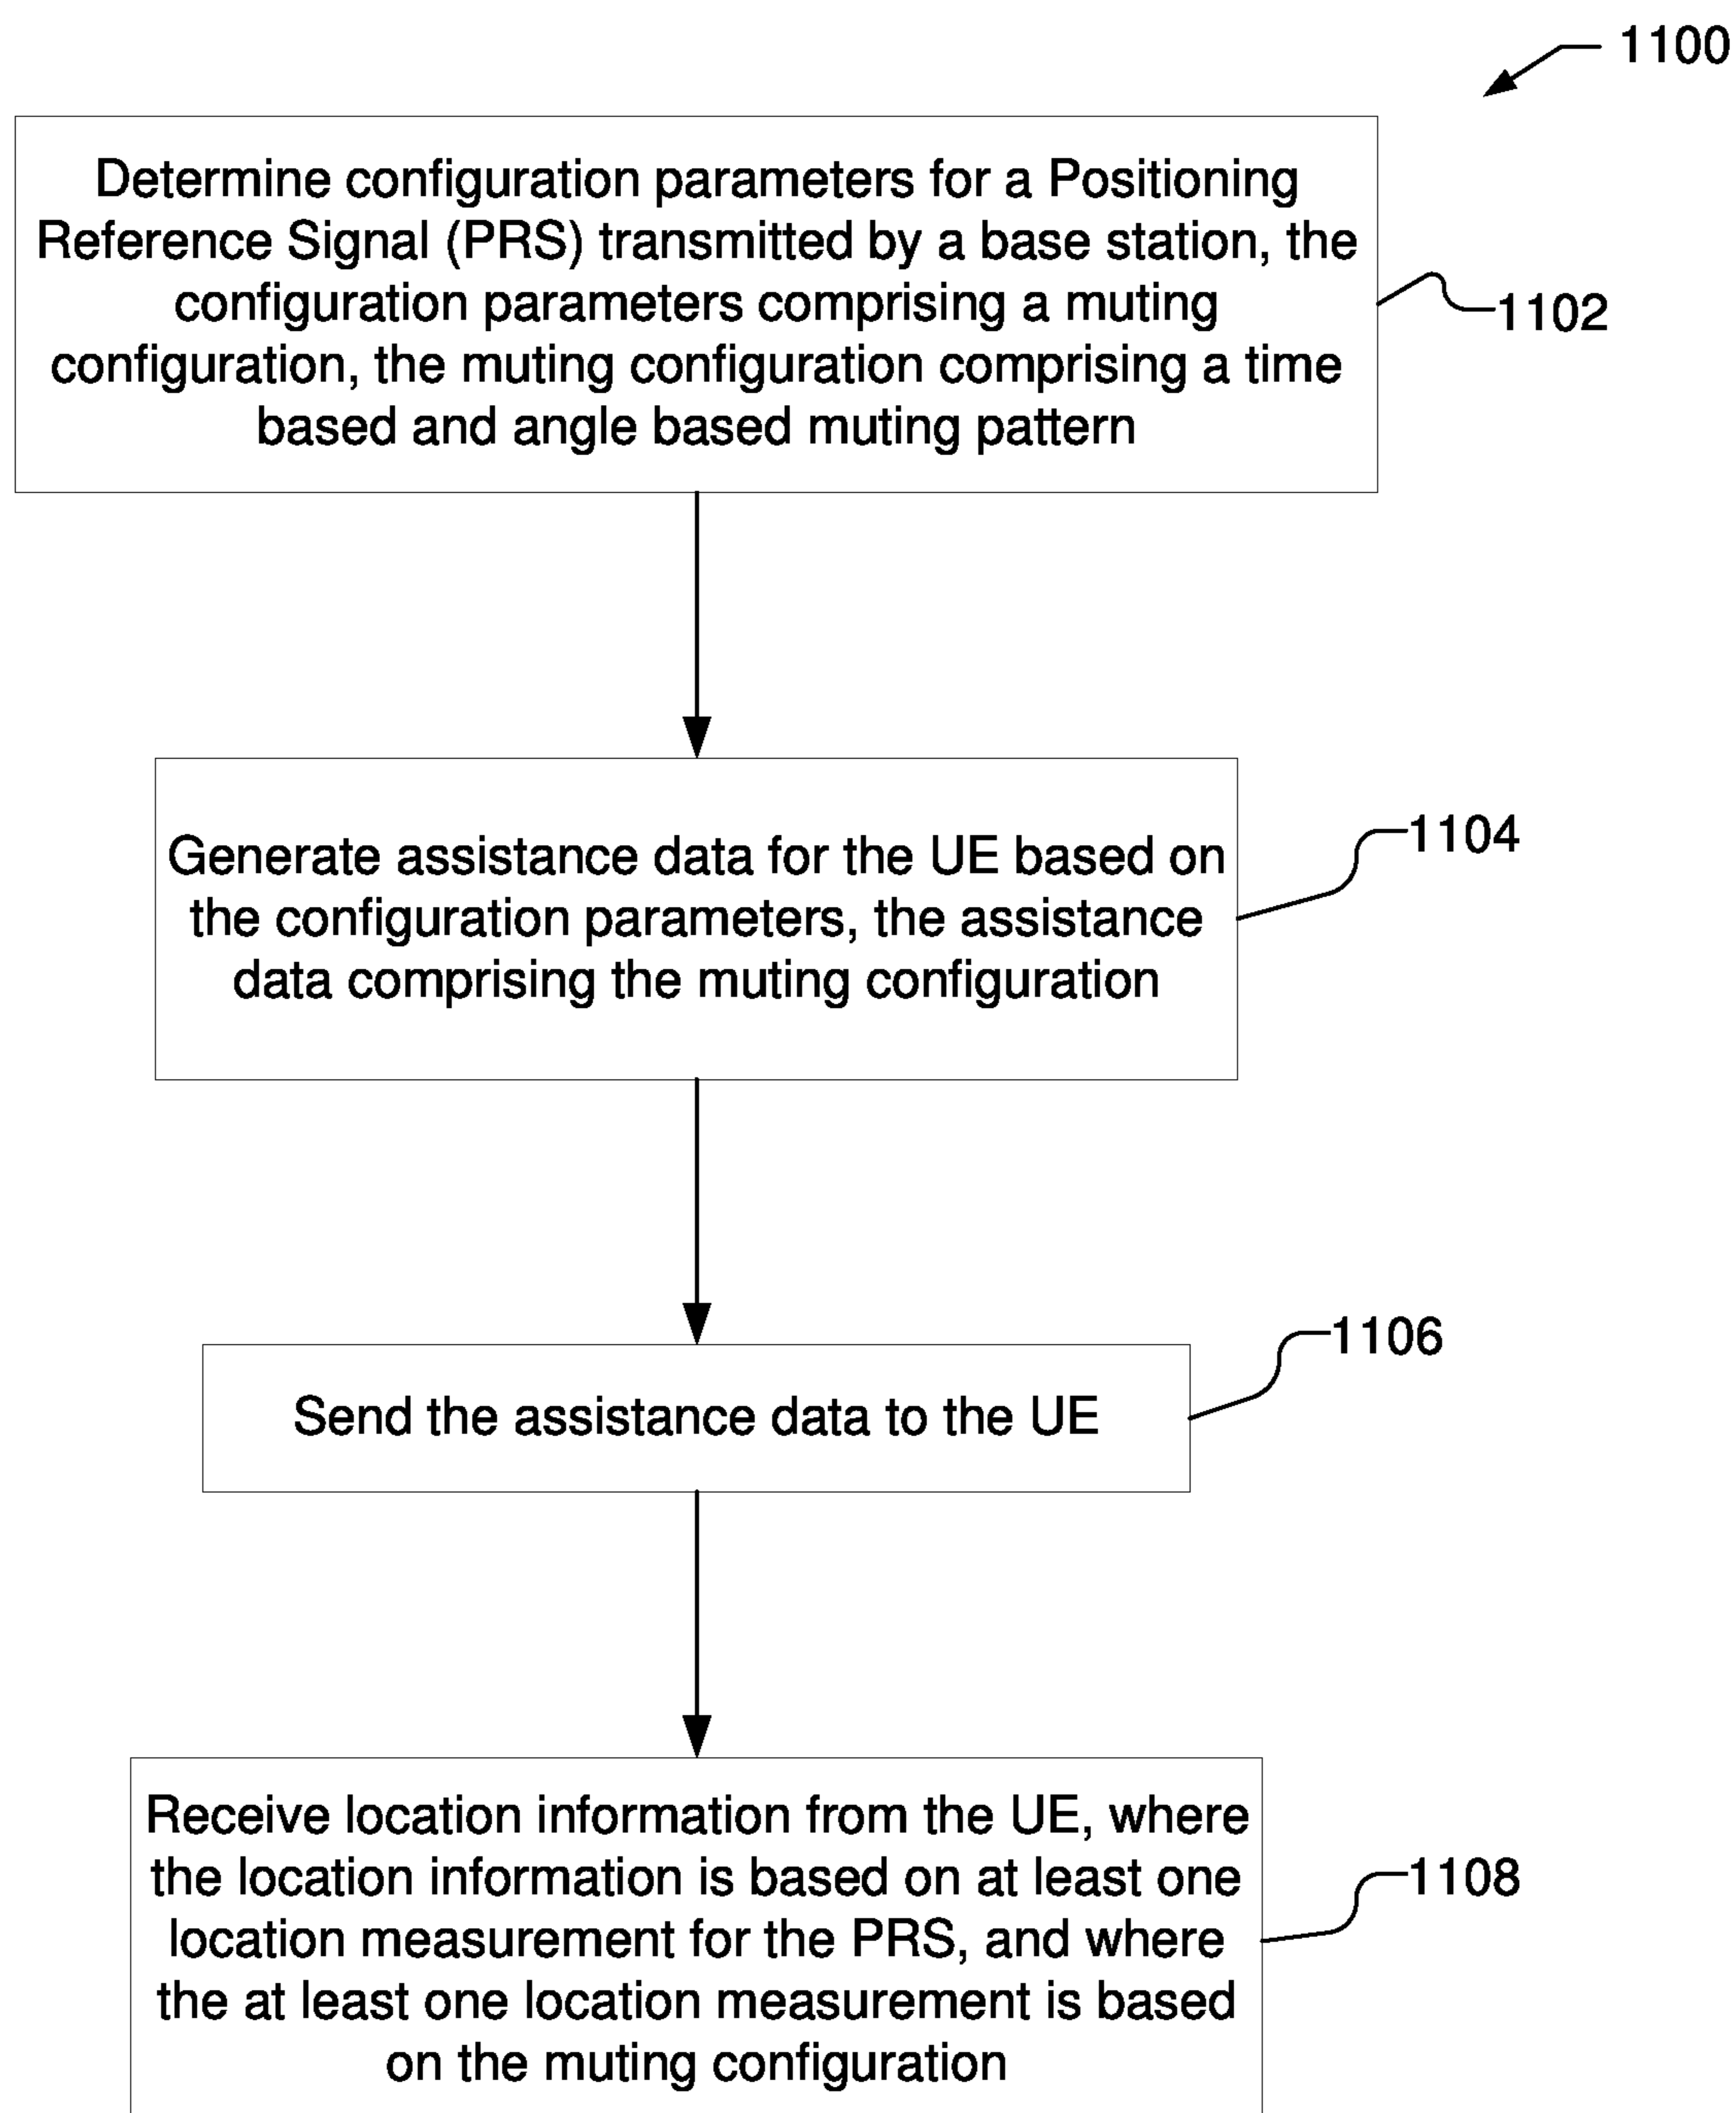 1100
Determine configuration parameters for a Positioning
Reference Signal (PRS) transmitted by a base station, the
configuration parameters comprising a muting
configuration, the muting configuration comprising a time
based and angle based muting pattern
1102
Generate assistance data for the UE based on
the configuration parameters, the assistance
data comprising the muting configuration
1104
Send the assistance data to the UE
1106
Receive location information from the UE, where
the location information is based on at least one
location measurement for the PRS, and where
the at least one location measurement is based
on the muting configuration
1108